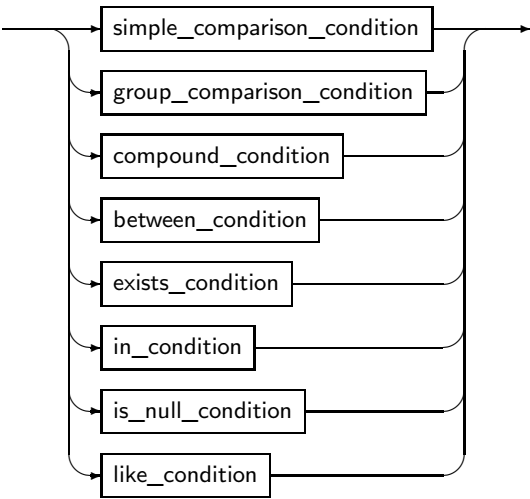 simple_comparison_condition
group_comparison_condition
compound_condition
between_condition
exists_condition
in_condition
is_null_condition
like_condition